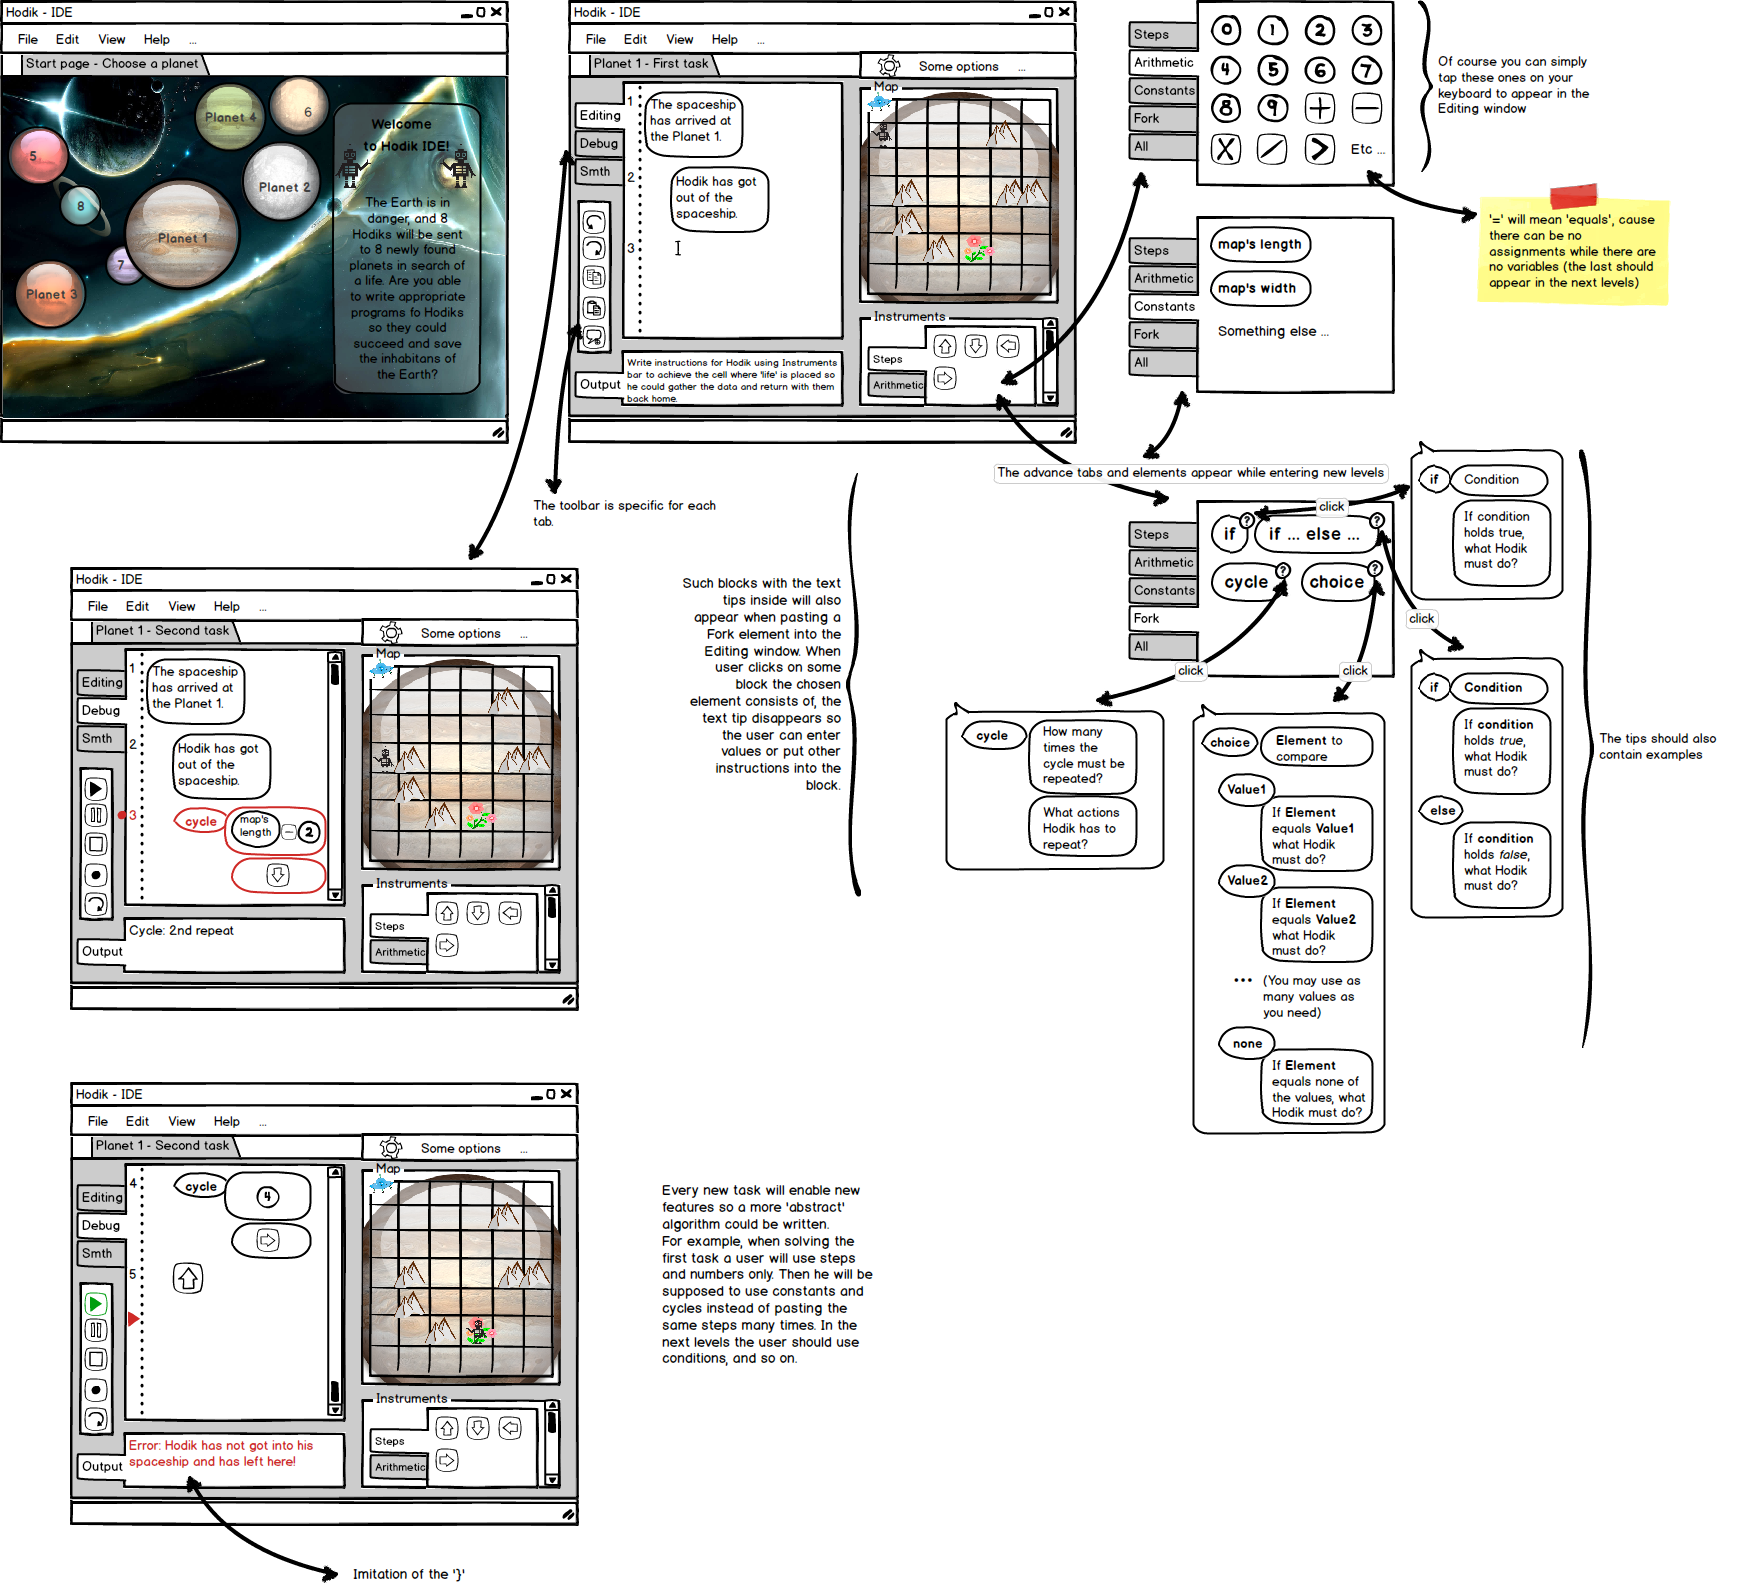 Hodik - IDE
File Edit View Help ...
Start page - Choose a planet
Planet 4
6
5
Planet 2
8
Planet 1
7
Planet 3
Welcome
to Hodik IDE!
The Earth is in
danger, and 8
Hodiks will be sent
to 8 newly found
planets in search of
a life. Are you able
to write appropriate
programs fo Hodiks
so they could
succeed and save
the inhabitans of
the Earth?
Hodik - IDE
File Edit View Help ...
Planet 1 - First task
Some options ...
Editing
Debug
Smth
1
The spaceship
has arrived at
the Planet 1.
2
Hodik has got
out of the
spaceship.
3
Output
Write instructions for Hodik using Instruments
bar to achieve the cell where 'life' is placed so
he could gather the data and return with them
back home.
Map
Instruments
Steps
Arithmetic
Steps
Arithmetic
Constants
Fork
All
0 1 2 3
4 5 6 7
8 9 + −
X / > Etc ...
Of course you can simply
tap these ones on your
keyboard to appear in the
Editing window
'=' will mean 'equals', cause
there can be no
assignments while there are
no variables (the last should
appear in the next levels)
Steps
Arithmetic
Constants
Fork
All
map's length
map's width
Something else ...
The advance tabs and elements appear while entering new levels
The toolbar is specific for each
tab.
Steps
Arithmetic
Constants
Fork
All
if ?
if ... else ... ?
cycle ?
choice ?
click
click
click
click
if Condition
If condition
holds true,
what Hodik
must do?
if Condition
If condition
holds true,
what Hodik
must do?
else
If condition
holds false,
what Hodik
must do?
The tips should also
contain examples
cycle
How many
times the
cycle must be
repeated?
What actions
Hodik has to
repeat?
choice
Element to
compare
Value1
If Element
equals Value1
what Hodik
must do?
Value2
If Element
equals Value2
what Hodik
must do?
... (You may use as
many values as
you need)
none
If Element
equals none of
the values, what
Hodik must do?
Such blocks with the text
tips inside will also
appear when pasting a
Fork element into the
Editing window. When
user clicks on some
block the chosen
element consists of, the
text tip disappears so
the user can enter
values or put other
instructions into the
block.
Hodik - IDE
File Edit View Help ...
Planet 1 - Second task
Some options ...
Editing
Debug
Smth
1
The spaceship
has arrived at
the Planet 1.
2
Hodik has got
out of the
spaceship.
3
cycle
map's
length
− 2
Output
Cycle: 2nd repeat
Map
Instruments
Steps
Arithmetic
Hodik - IDE
File Edit View Help ...
Planet 1 - Second task
Some options ...
Editing
Debug
Smth
4
cycle 4
5
Output
Error: Hodik has not got into his
spaceship and has left here!
Map
Instruments
Steps
Arithmetic
Imitation of the '}'
Every new task will enable new
features so a more 'abstract'
algorithm could be written.
For example, when solving the
first task a user will use steps
and numbers only. Then he will be
supposed to use constants and
cycles instead of pasting the
same steps many times. In the
next levels the user should use
conditions, and so on.